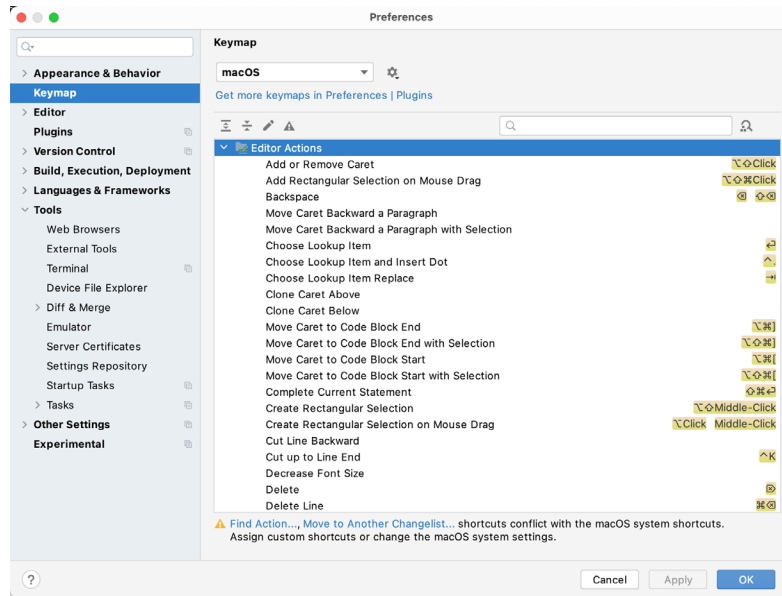 Preferences
Appearance & Behavior
Keymap
Editor
Plugins
Version Control
Build, Execution, Deployment
Languages & Frameworks
Tools
Web Browsers
External Tools
Terminal
Device File Explorer
Diff & Merge
Emulator
Server Certificates
Settings Repository
Startup Tasks
Tasks
Other Settings
Experimental
?
Keymap
macOS
Get more keymaps in Preferences | Plugins
Editor Actions
Add or Remove Caret ⌥⇧Click
Add Rectangular Selection on Mouse Drag ⌥⇧⌘Click
Backspace ⌫ ⇧⌫
Move Caret Backward a Paragraph
Move Caret Backward a Paragraph with Selection
Choose Lookup Item ⏎
Choose Lookup Item and Insert Dot ^.
Choose Lookup Item Replace ⇥
Clone Caret Above
Clone Caret Below
Move Caret to Code Block End ⌥⌘]
Move Caret to Code Block End with Selection ⌥⇧⌘]
Move Caret to Code Block Start ⌥⌘[
Move Caret to Code Block Start with Selection ⌥⇧⌘[
Complete Current Statement ⇧⌘⏎
Create Rectangular Selection ⌥⇧Middle-Click
Create Rectangular Selection on Mouse Drag ⌥Click Middle-Click
Cut Line Backward
Cut up to Line End ^K
Decrease Font Size
Delete ⌦
Delete Line ⌘⌫
Find Action..., Move to Another Changelist... shortcuts conflict with the macOS system shortcuts.
Assign custom shortcuts or change the macOS system settings.
Cancel Apply OK